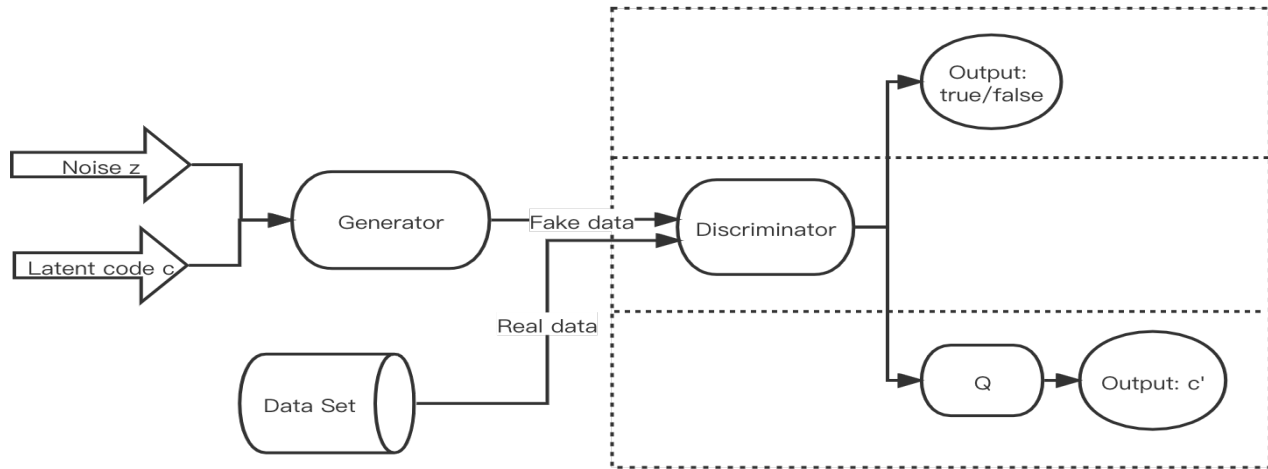 Output:
true/false
Noise z
Generator
Fake data
Discriminator
Latent code c
Real data
Data Set
Q
Output: c'